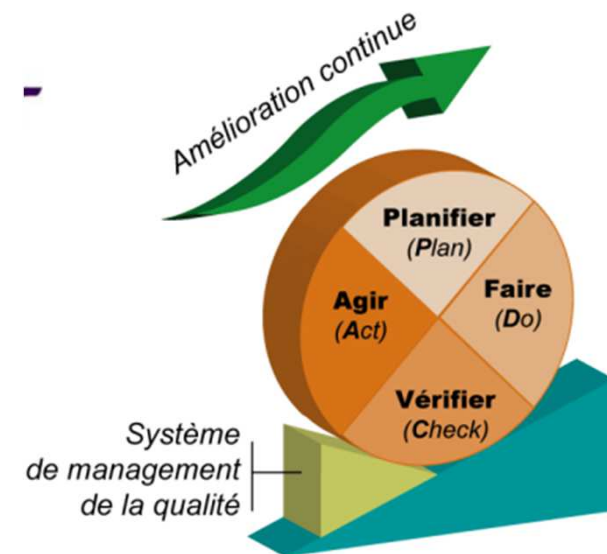 Amélioration continue
Planifier
(Plan)
Faire
(Do)
Vérifier
(Check)
Agir
(Act)
Système
de management
de la qualité